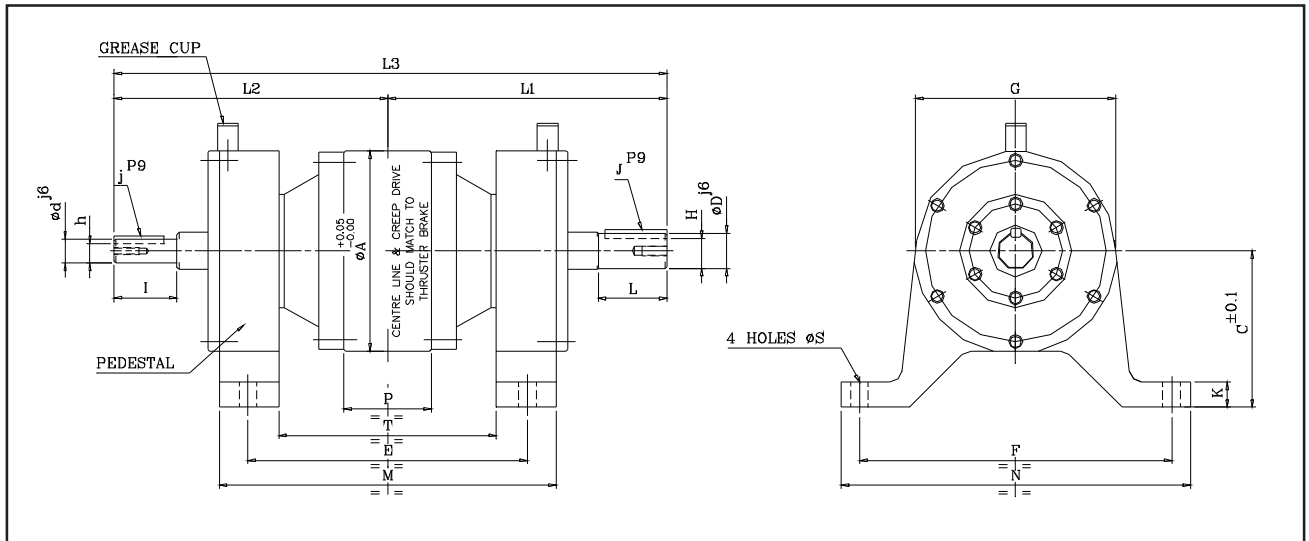 GREASE CUP
L3
L2
L1
G
P9
j
P9
J
ød j6
h
+0.05
-0.00
øA
CENTRE LINE & CREEP DRIVE
SHOULD MATCH TO
THRUSTER BRAKE
H
øD j6
I
L
C ±0.1
PEDESTAL
4 HOLES øS
K
P
T
E
M
F
N